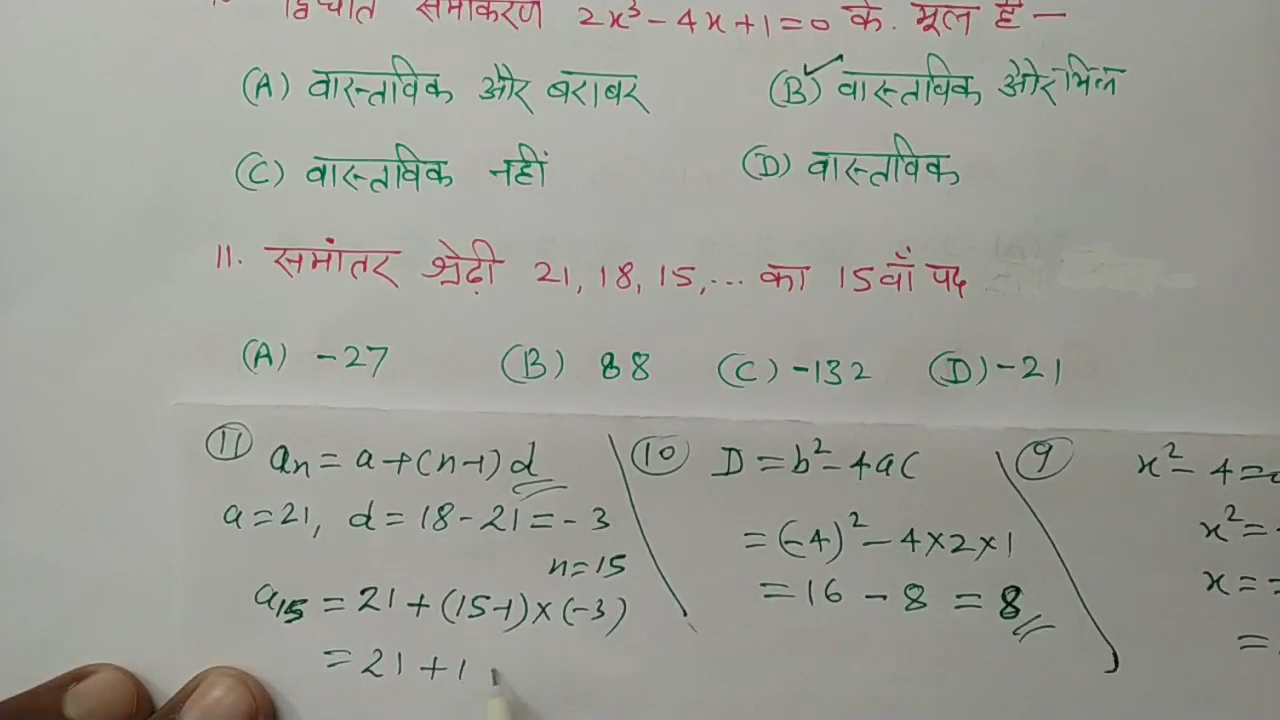 द्विघात समीकरण 2x³-4x+1=0 के. मूल हैं —
(A) वास्तविक और बराबर (B) ✓ वास्तविक और भिन्न
(C) वास्तविक नहीं (D) वास्तविक
11. समांतर श्रेढ़ी 21, 18, 15, ... का 15वाँ पद
(A) -27 (B) 88 (C) -132 (D) -21
⑪ an = a+(n-1)d
a=21, d = 18-21 = -3
n=15
a15 = 21+(15-1)×(-3)
= 21+1
⑩ D = b²-4ac
= (-4)² - 4×2×1
= 16 - 8 = 8
⑨ x²-4=0
x²=
x=
=